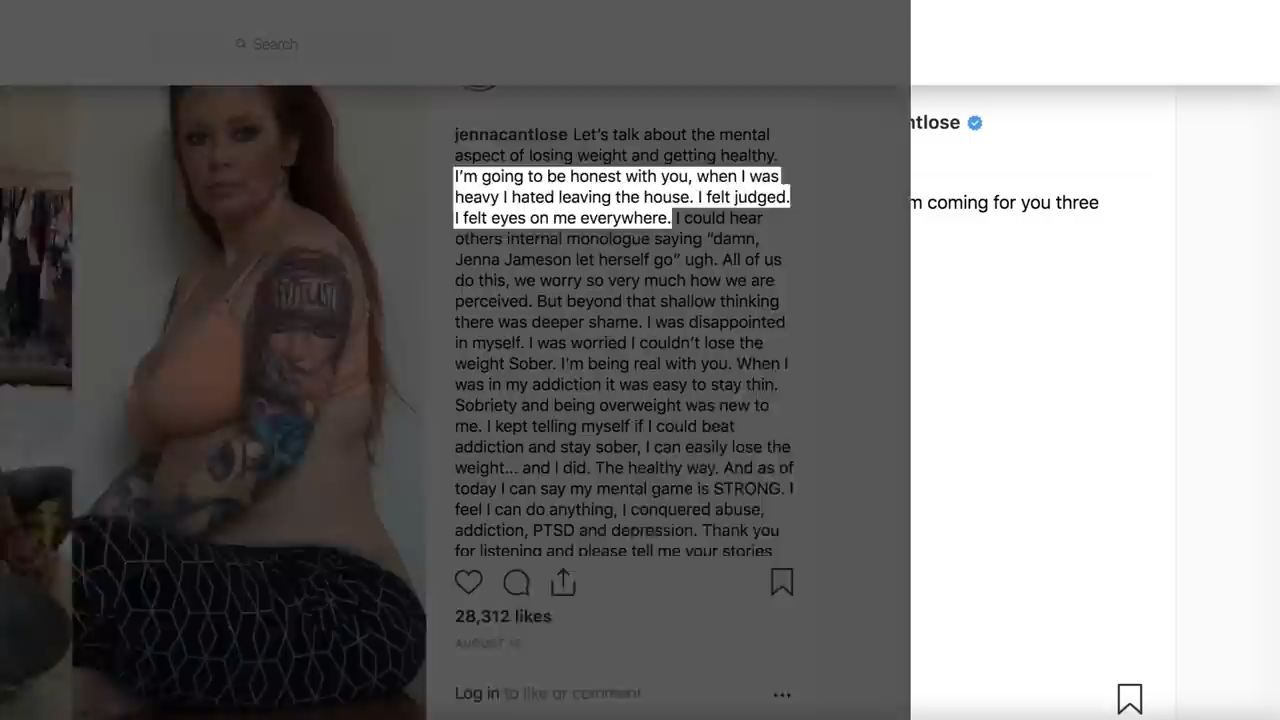 Search
jennacantlose Let's talk about the mental
aspect of losing weight and getting healthy.
I'm going to be honest with you, when I was
heavy I hated leaving the house. I felt judged.
I felt eyes on me everywhere. I could hear
others internal monologue saying “damn,
Jenna Jameson let herself go” ugh. All of us
do this, we worry so very much how we are
perceived. But beyond that shallow thinking
there was deeper shame. I was disappointed
in myself. I was worried I couldn't lose the
weight Sober. I'm being real with you. When I
was in my addiction it was easy to stay thin.
Sobriety and being overweight was new to
me. I kept telling myself if I could beat
addiction and stay sober, I can easily lose the
weight... and I did. The healthy way. And as of
today I can say my mental game is STRONG. I
feel I can do anything, I conquered abuse,
addiction, PTSD and depression. Thank you
for listening and please tell me your stories
28,312 likes
AUGUST
Log in to like or comment
ntlose
m coming for you three